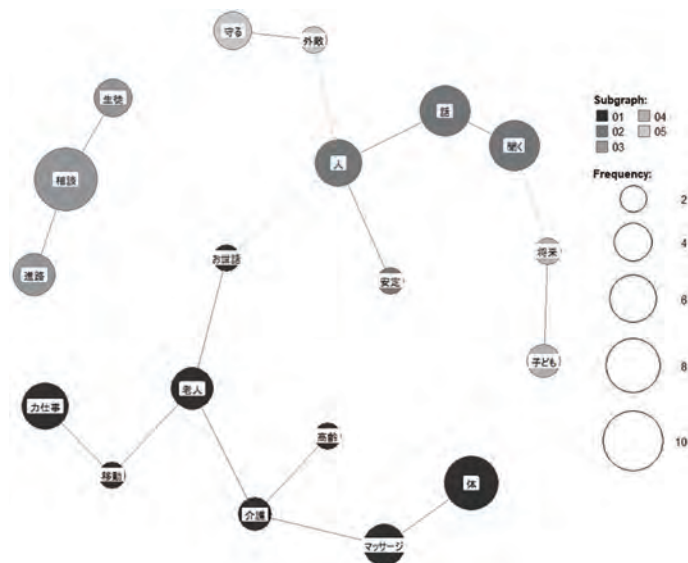 守る
外敵
生徒
話
Subgraph:
01 04
02 05
03
聞く
人
相談
Frequency:
2
お世話
将来
4
進路
安定
6
子ども
8
老人
力仕事
高齢
10
移動
体
介護
マッサージ